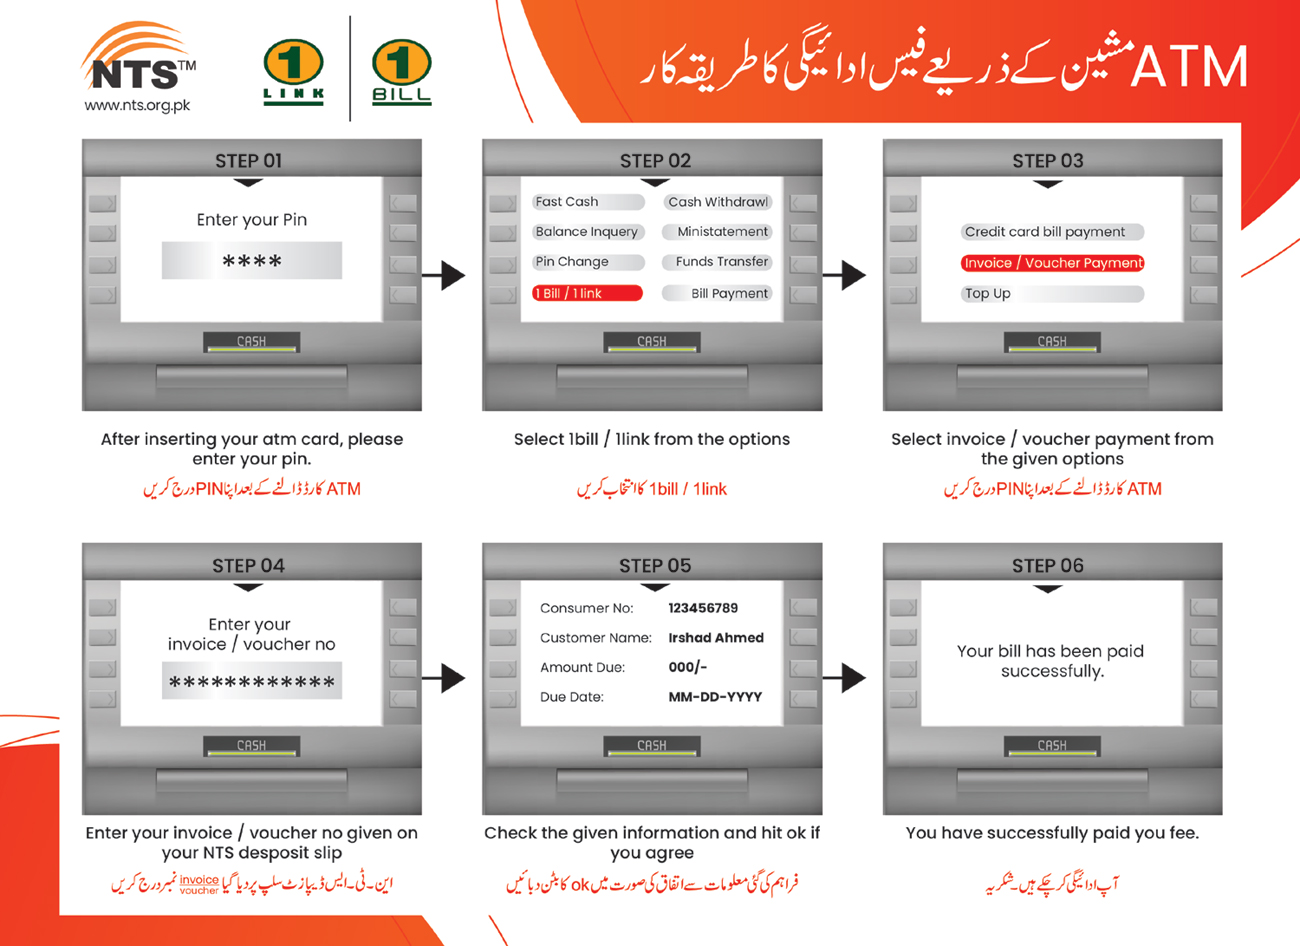 NTS™
www.nts.org.pk
1
LINK
1
BILL
ATM مشین کے ذریعے فیس ادائیگی کا طریقہ کار
STEP 01
Enter your Pin
****
CASH
After inserting your atm card, please
enter your pin.
ATM کارڈ ڈالنے کے بعد اپنا PIN درج کریں
STEP 02
Fast Cash
Cash Withdrawl
Balance Inquery
Ministatement
Pin Change
Funds Transfer
1 Bill / 1 link
Bill Payment
CASH
Select 1bill / 1link from the options
1bill / 1link کا انتخاب کریں
STEP 03
Credit card bill payment
Invoice / Voucher Payment
Top Up
CASH
Select invoice / voucher payment from
the given options
ATM کارڈ ڈالنے کے بعد اپنا PIN درج کریں
STEP 04
Enter your
invoice / voucher no
************
CASH
Enter your invoice / voucher no given on
your NTS desposit slip
این۔ٹی۔ایس ڈیپازٹ سلپ پر دیا گیا invoice voucher نمبر درج کریں
STEP 05
Consumer No: 123456789
Customer Name: Irshad Ahmed
Amount Due: 000/-
Due Date: MM-DD-YYYY
CASH
Check the given information and hit ok if
you agree
فراہم کی گئی معلومات سے اتفاق کی صورت میں ok کا بٹن دبائیں
STEP 06
Your bill has been paid
successfully.
CASH
You have successfully paid you fee.
آپ ادائیگی کر چکے ہیں۔ شکریہ